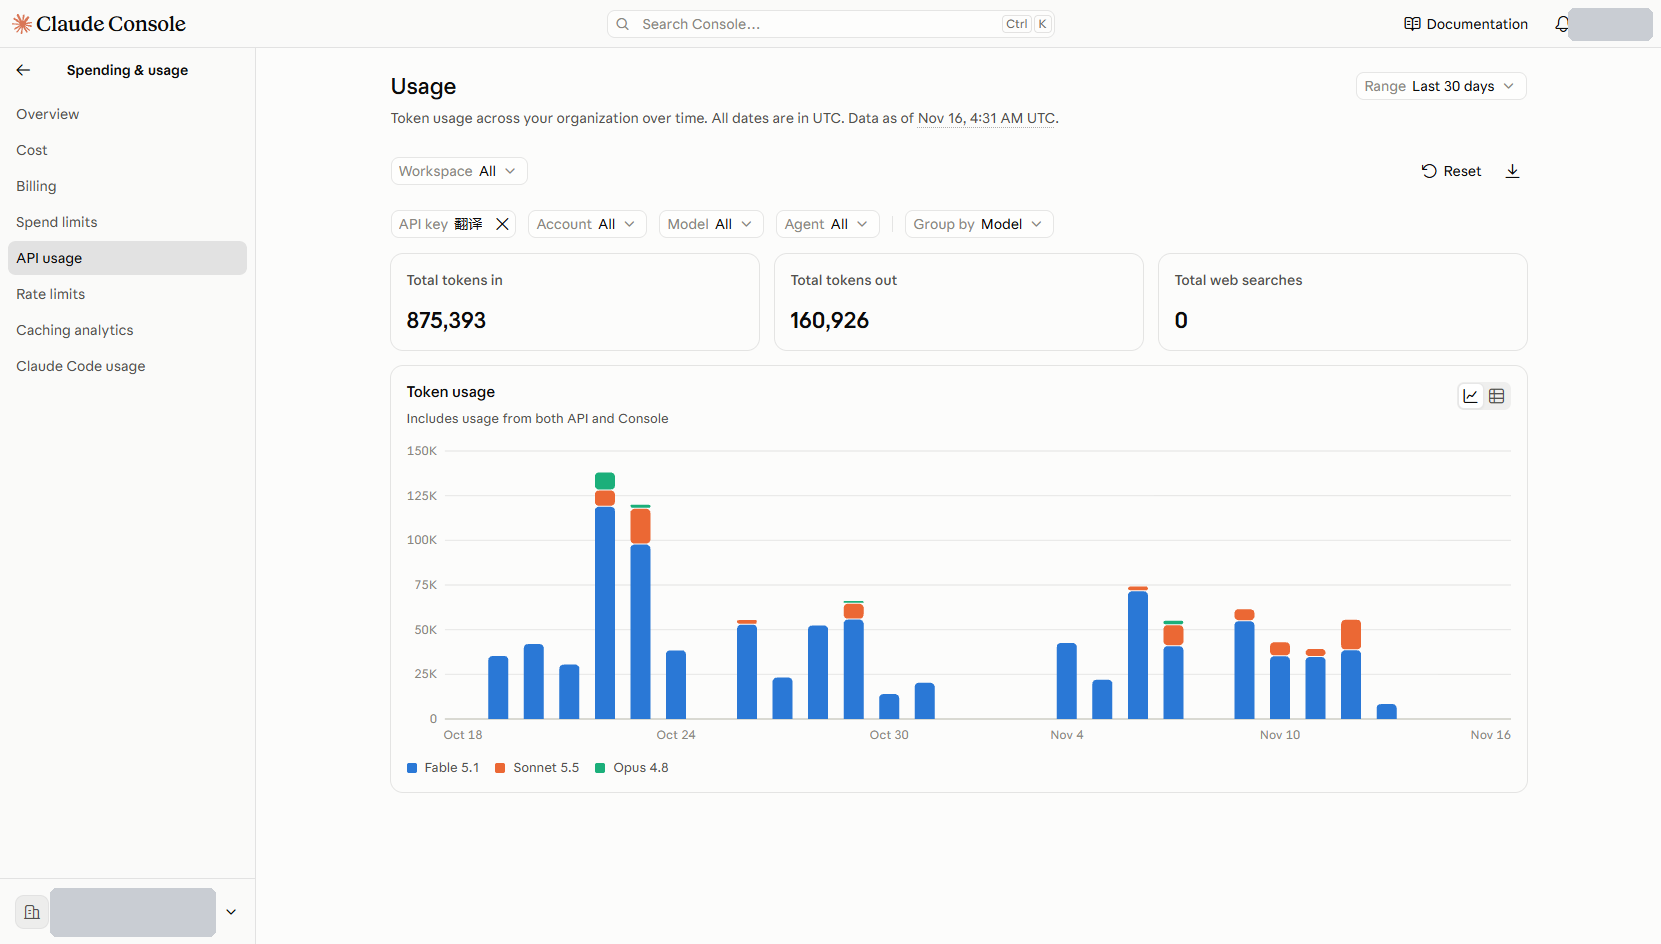 Claude Console
Search Console...
Ctrl K
Documentation
Spending & usage
Overview
Cost
Billing
Spend limits
API usage
Rate limits
Caching analytics
Claude Code usage
Usage
Range Last 30 days
Token usage across your organization over time. All dates are in UTC. Data as of Nov 16, 4:31 AM UTC.
Workspace All
Reset
API key 翻译
Account All
Model All
Agent All
Group by Model
Total tokens in
875,393
Total tokens out
160,926
Total web searches
0
Token usage
Includes usage from both API and Console
150K
125K
100K
75K
50K
25K
0
Oct 18
Oct 24
Oct 30
Nov 4
Nov 10
Nov 16
Fable 5.1
Sonnet 5.5
Opus 4.8